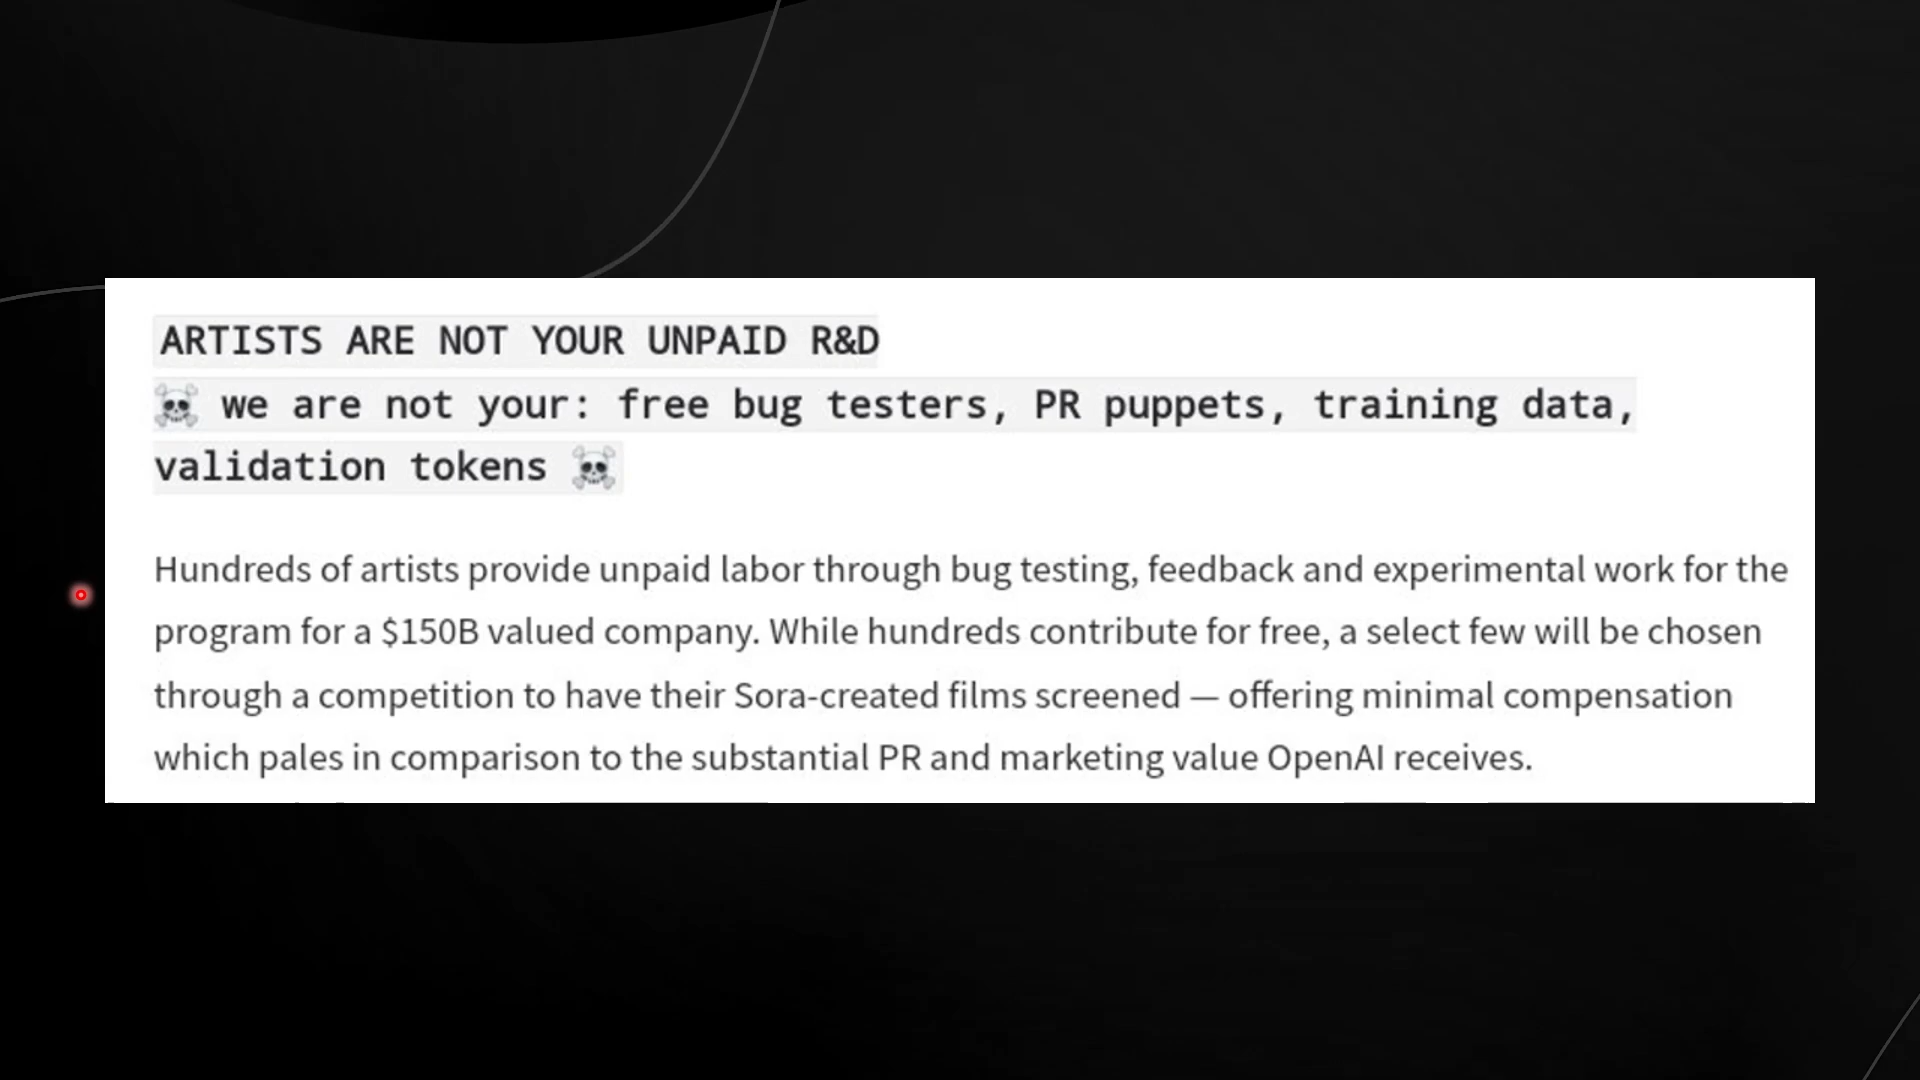 ARTISTS ARE NOT YOUR UNPAID R&D
☠️ we are not your: free bug testers, PR puppets, training data,
validation tokens ☠️
Hundreds of artists provide unpaid labor through bug testing, feedback and experimental work for the
program for a $150B valued company. While hundreds contribute for free, a select few will be chosen
through a competition to have their Sora-created films screened — offering minimal compensation
which pales in comparison to the substantial PR and marketing value OpenAI receives.